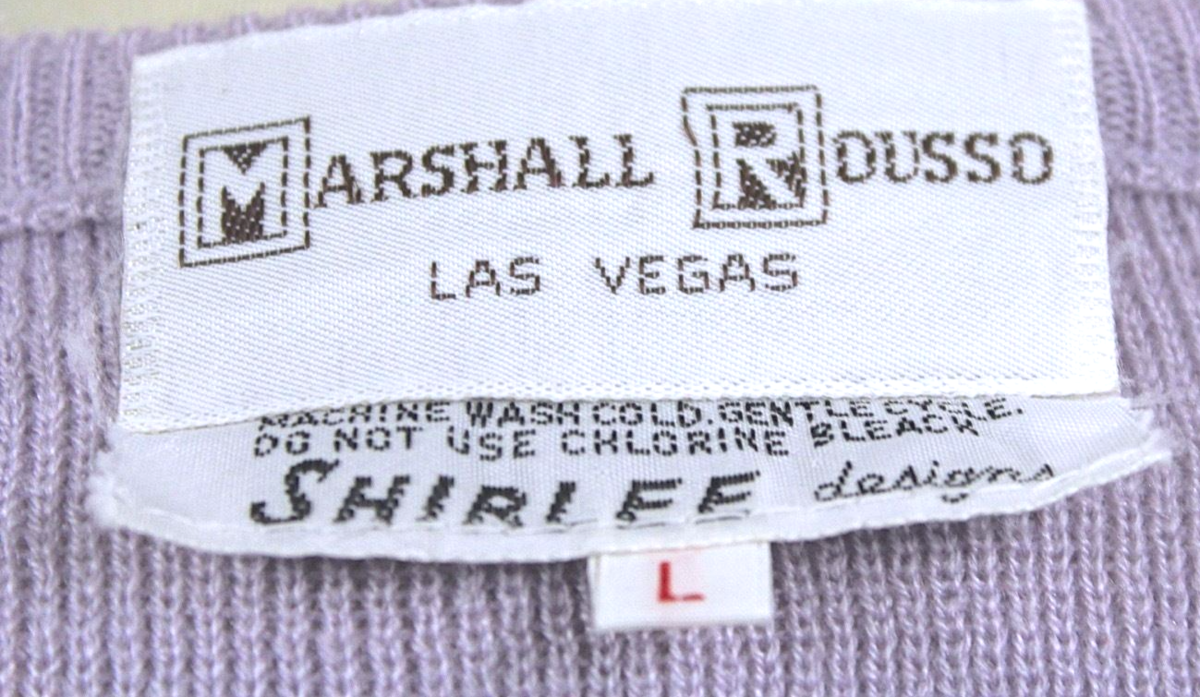 MARSHALL ROUSSO
LAS VEGAS
MACHINE WASH COLD. GENTLE CYCLE.
DO NOT USE CHLORINE BLEACH
SHIRLEE designs
L